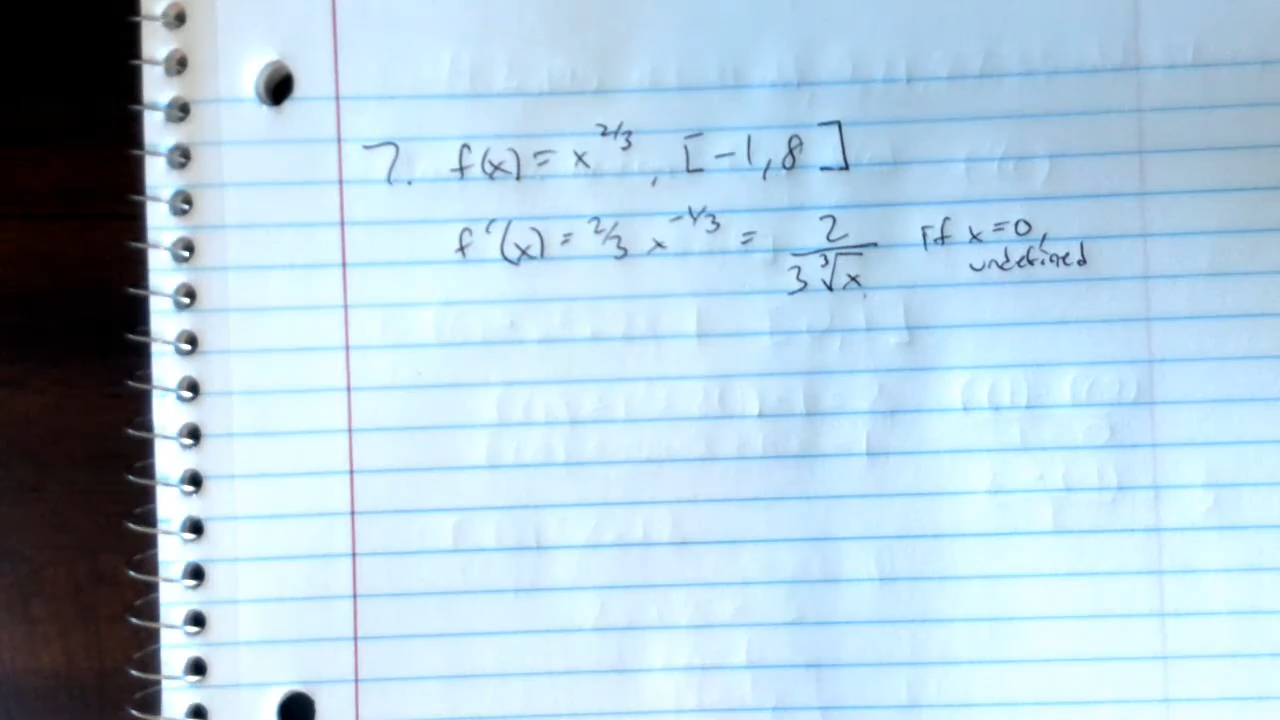 7. f(x) = x^2/3, [-1, 8]
f'(x) = 2/3 x^-1/3 = 2/(3∛x) If x=0, undefined